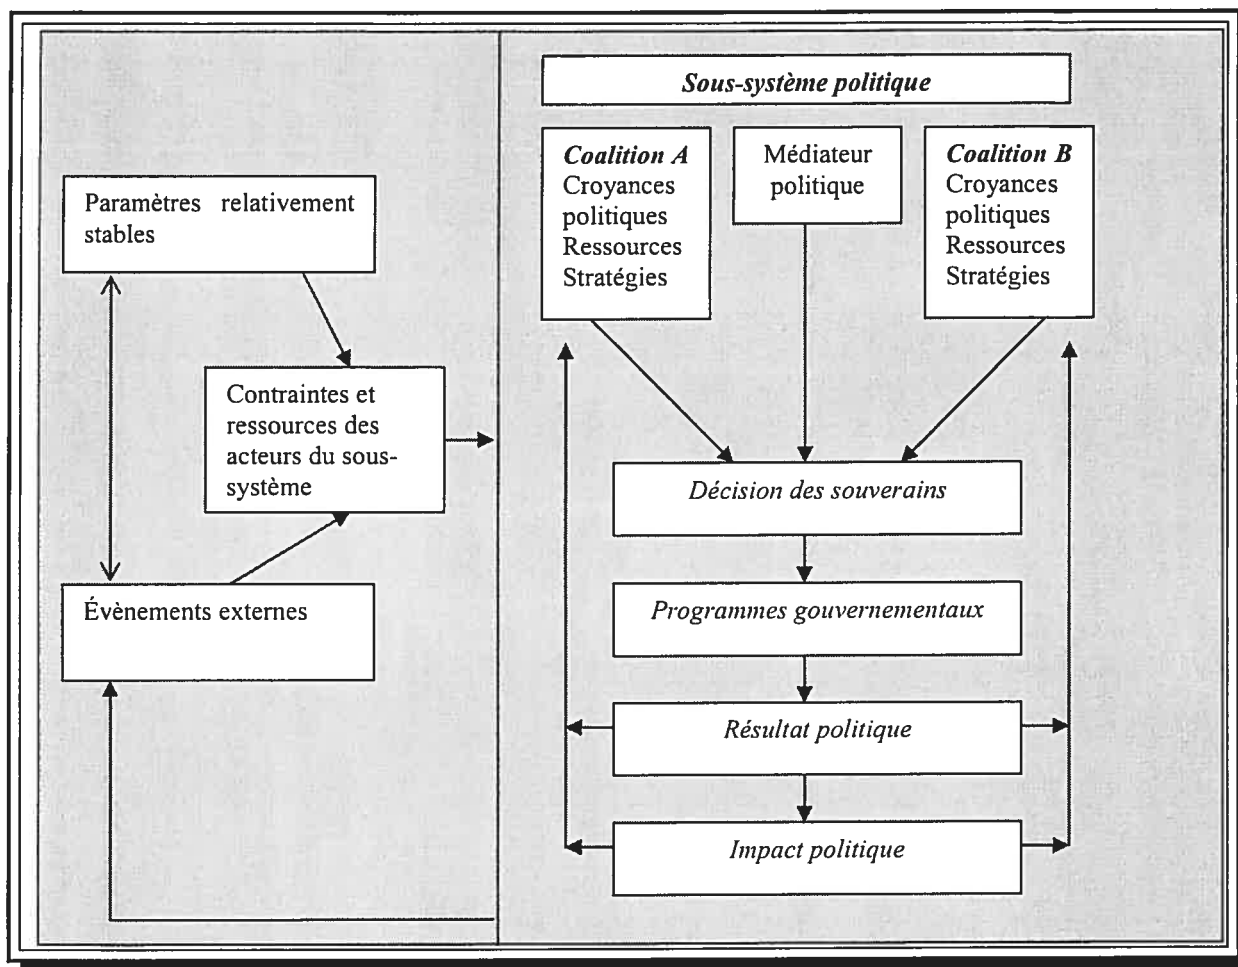 Sous-système politique
Coalition A
Croyances
politiques
Ressources
Stratégies
Médiateur
politique
Coalition B
Croyances
politiques
Ressources
Stratégies
Paramètres relativement
stables
Contraintes et
ressources des
acteurs du sous-
système
Évènements externes
Décision des souverains
Programmes gouvernementaux
Résultat politique
Impact politique